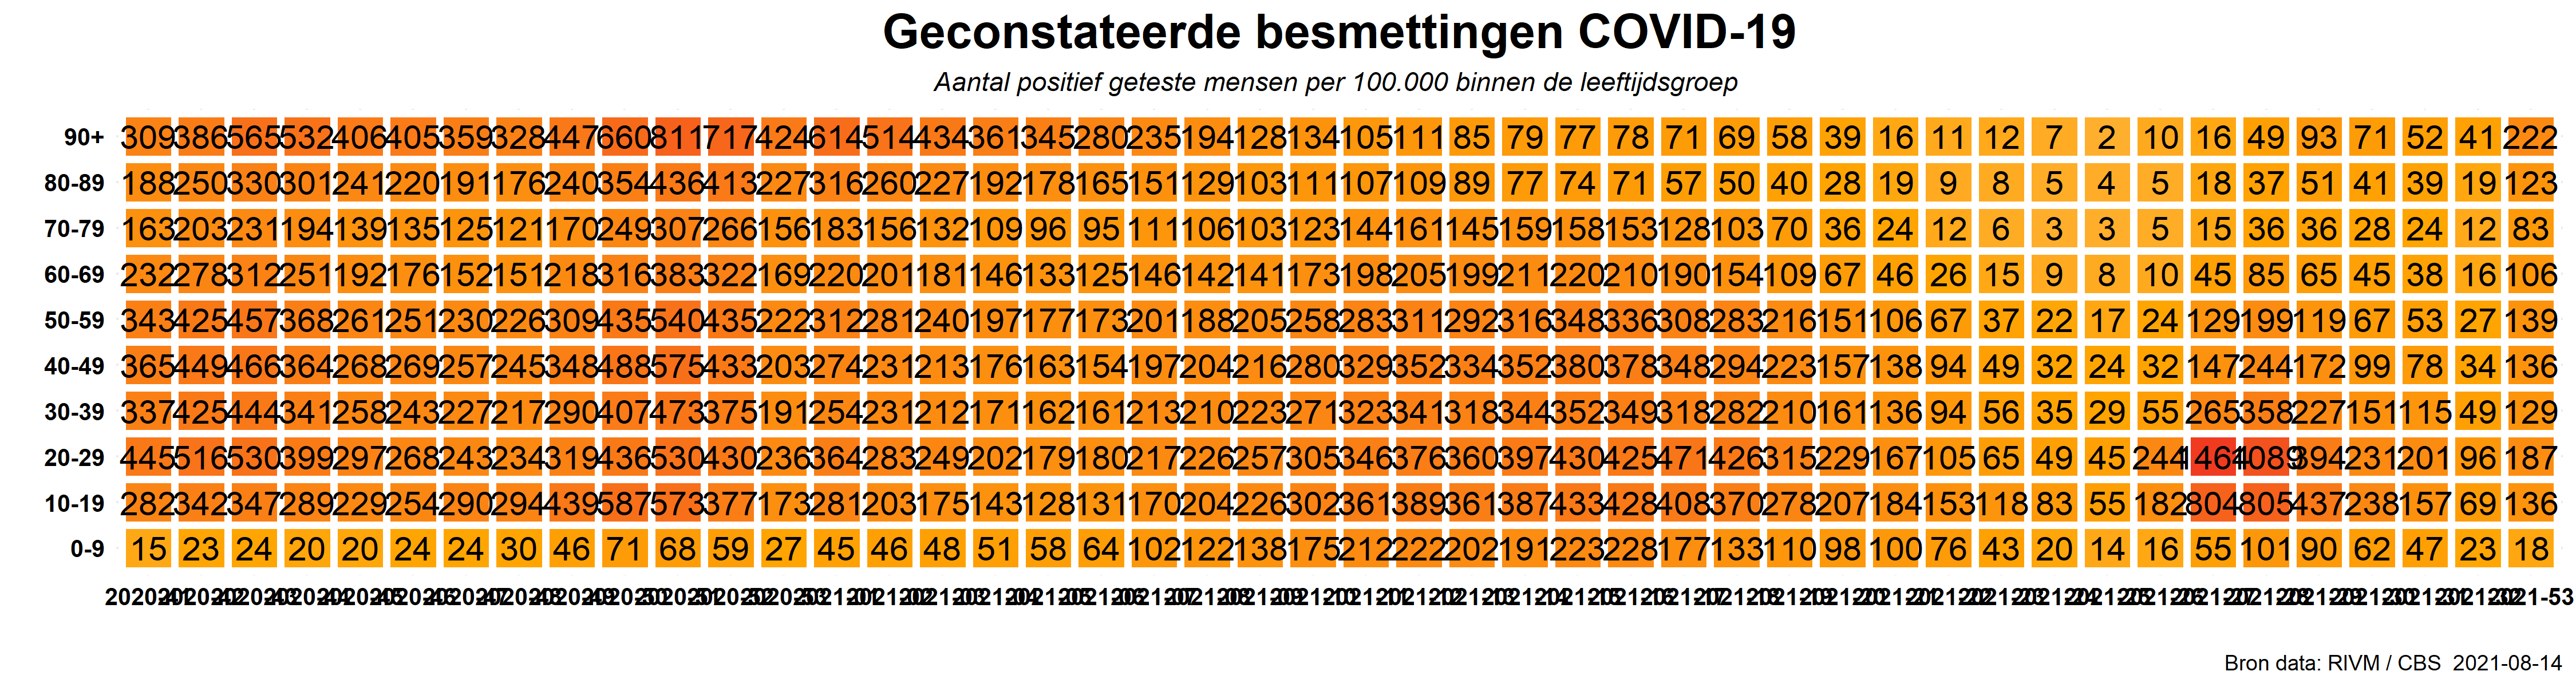 Geconstateerde besmettingen COVID-19
Aantal positief geteste mensen per 100.000 binnen de leeftijdsgroep
90+ 309 386 565 532 406 405 359 328 447 660 811 717 424 614 514 434 361 345 280 235 194 128 134 105 111 85 79 77 78 71 69 58 39 16 11 12 7 2 10 16 49 93 71 52 41 222
80-89 188 250 330 301 241 220 191 176 240 354 436 413 227 316 260 227 192 178 165 151 129 103 111 107 109 89 77 74 71 57 50 40 28 19 9 8 5 4 5 18 37 51 41 39 19 123
70-79 163 203 231 194 139 135 125 121 170 249 307 266 156 183 156 132 109 96 95 111 106 103 123 144 161 145 159 158 153 128 103 70 36 24 12 6 3 3 5 15 36 36 28 24 12 83
60-69 232 278 312 251 192 176 152 151 218 316 383 322 169 220 201 181 146 133 125 146 142 141 173 198 205 199 211 220 210 190 154 109 67 46 26 15 9 8 10 45 85 65 45 38 16 106
50-59 343 425 457 368 261 251 230 226 309 435 540 435 222 312 281 240 197 177 173 201 188 205 258 283 311 292 316 348 336 308 283 216 151 106 67 37 22 17 24 129 199 119 67 53 27 139
40-49 365 449 466 364 268 269 257 245 348 488 575 433 203 274 231 213 176 163 154 197 204 216 280 329 352 334 352 380 378 348 294 223 157 138 94 49 32 24 32 147 244 172 99 78 34 136
30-39 337 425 444 341 258 243 227 217 290 407 473 375 191 254 231 212 171 162 161 213 210 223 271 323 341 318 344 352 349 318 282 210 161 136 94 56 35 29 55 265 358 227 151 115 49 129
20-29 445 516 530 399 297 268 243 234 319 436 530 430 236 364 283 249 202 179 180 217 226 257 305 346 376 360 397 430 425 471 426 315 229 167 105 65 49 45 244 1464 1089 394 231 201 96 187
10-19 282 342 347 289 229 254 290 294 439 587 573 377 173 281 203 175 143 128 131 170 204 226 302 361 389 361 387 433 428 408 370 278 207 184 153 118 83 55 182 804 805 437 238 157 69 136
0-9 15 23 24 20 20 24 24 30 46 71 68 59 27 45 46 48 51 58 64 102 122 138 175 212 222 202 191 223 228 177 133 110 98 100 76 43 20 14 16 55 101 90 62 47 23 18
Bron data: RIVM / CBS  2021-08-14